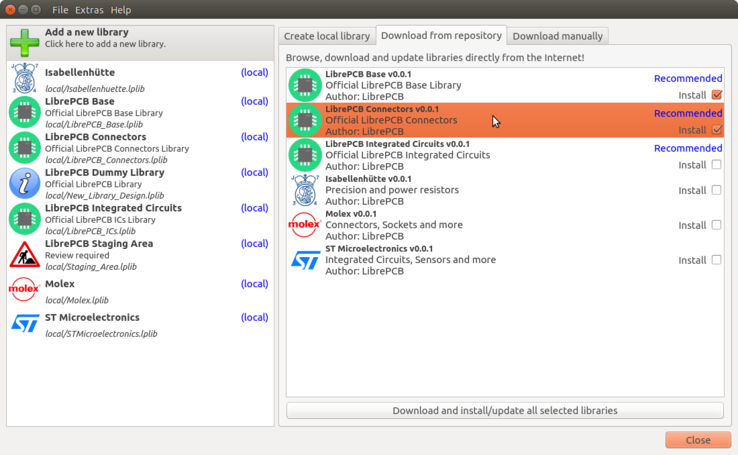 File Extras Help
Add a new library
Click here to add a new library.
Isabellenhütte (local)
local/Isabellenhuette.lplib
LibrePCB Base (local)
Official LibrePCB Base Library
local/LibrePCB_Base.lplib
LibrePCB Connectors (local)
Official LibrePCB Connectors Library
local/LibrePCB_Connectors.lplib
LibrePCB Dummy Library (local)
Official LibrePCB Library
local/New_Library_Design.lplib
LibrePCB Integrated Circuits (local)
Official LibrePCB ICs Library
local/LibrePCB_ICs.lplib
LibrePCB Staging Area (local)
Review required
local/Staging_Area.lplib
molex
Molex (local)
local/Molex.lplib
ST
ST Microelectronics (local)
local/STMicroelectronics.lplib
Create local library Download from repository Download manually
Browse, download and update libraries directly from the Internet!
LibrePCB Base v0.0.1 Recommended
Official LibrePCB Base Library
Author: LibrePCB Install
LibrePCB Connectors v0.0.1 Recommended
Official LibrePCB Connectors
Author: LibrePCB Install
LibrePCB Integrated Circuits v0.0.1 Recommended
Official LibrePCB Integrated Circuits
Author: LibrePCB Install
Isabellenhütte v0.0.1
Precision and power resistors Install
Author: LibrePCB
molex
Molex v0.0.1
Connectors, Sockets and more Install
Author: LibrePCB
ST
ST Microelectronics v0.0.1
Integrated Circuits, Sensors and more Install
Author: LibrePCB
Download and install/update all selected libraries
Close